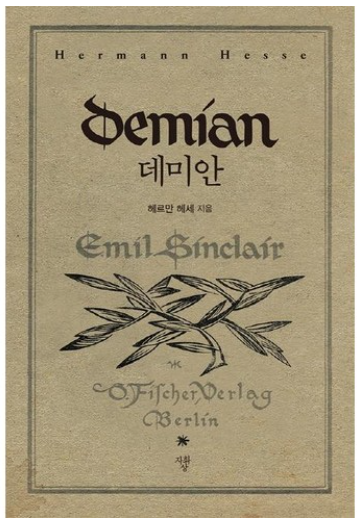 Hermann Hesse
Demian
데미안
헤르만 헤세 지음
Emil Sinclair
S. Fischer, Verlag
Berlin
*
자화
상